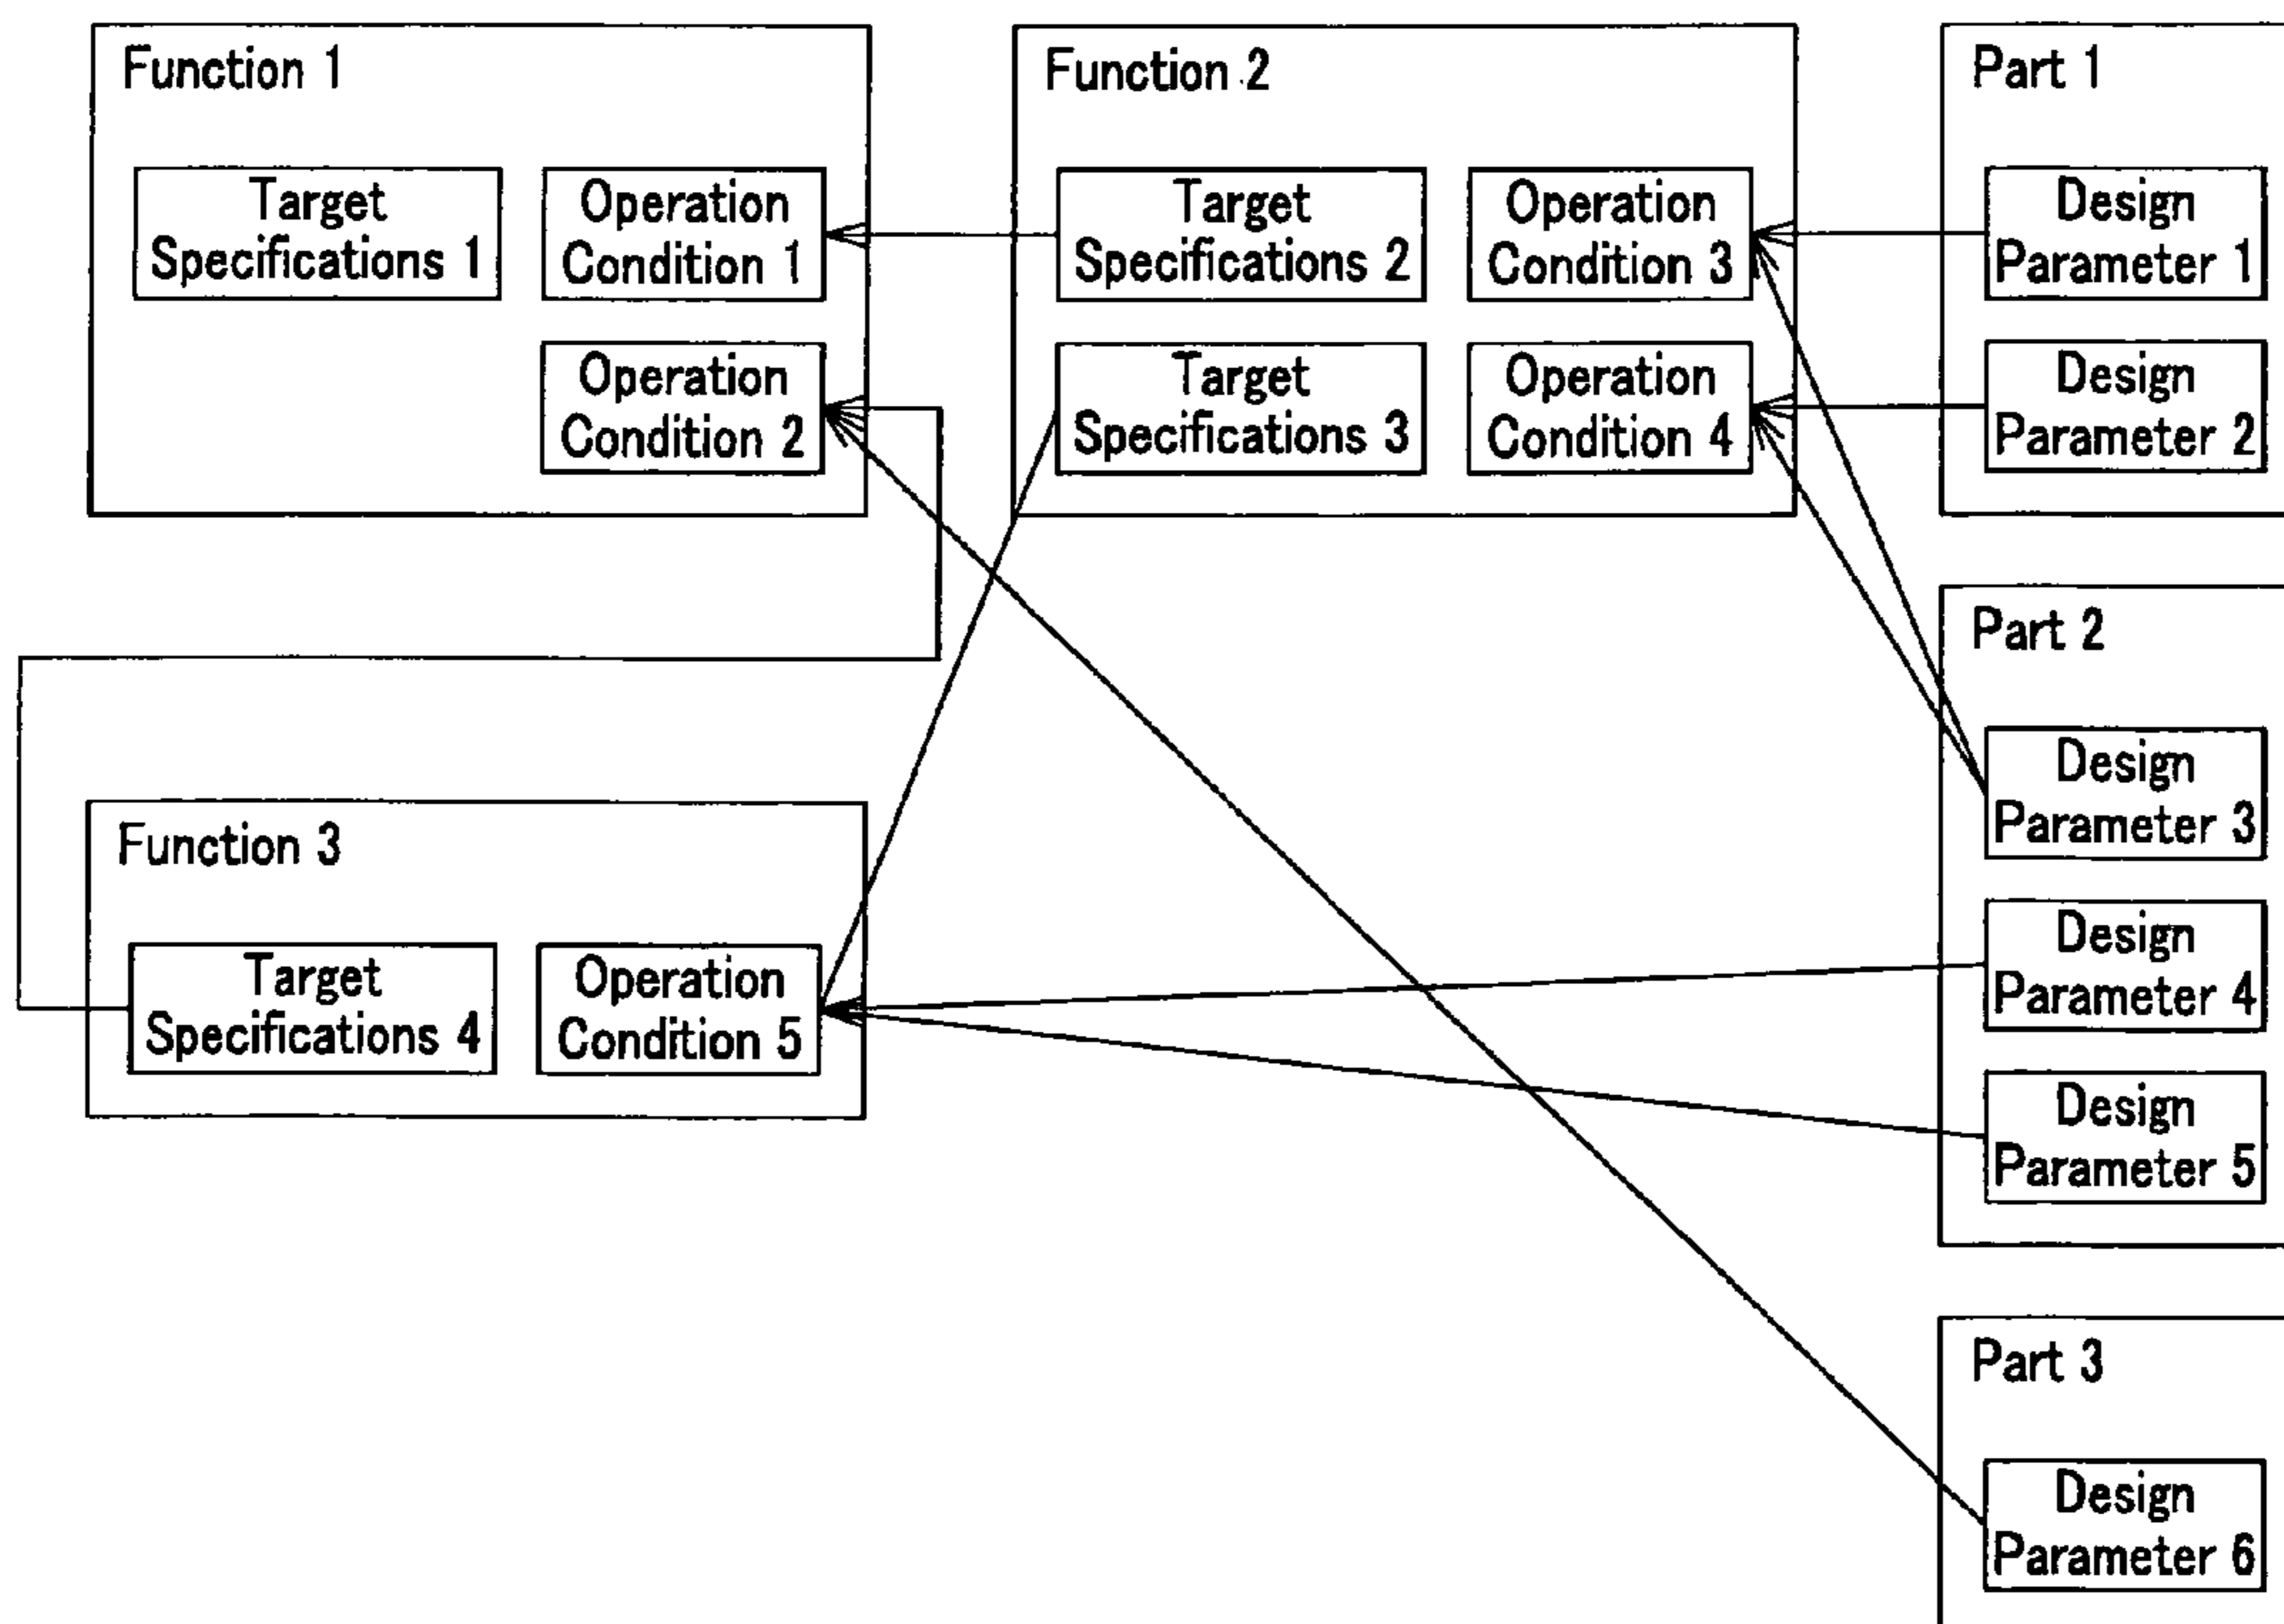 Function 1
Target
Specifications 1
Operation
Condition 1
Operation
Condition 2
Function 2
Target
Specifications 2
Operation
Condition 3
Target
Specifications 3
Operation
Condition 4
Part 1
Design
Parameter 1
Design
Parameter 2
Part 2
Design
Parameter 3
Design
Parameter 4
Design
Parameter 5
Function 3
Target
Specifications 4
Operation
Condition 5
Part 3
Design
Parameter 6